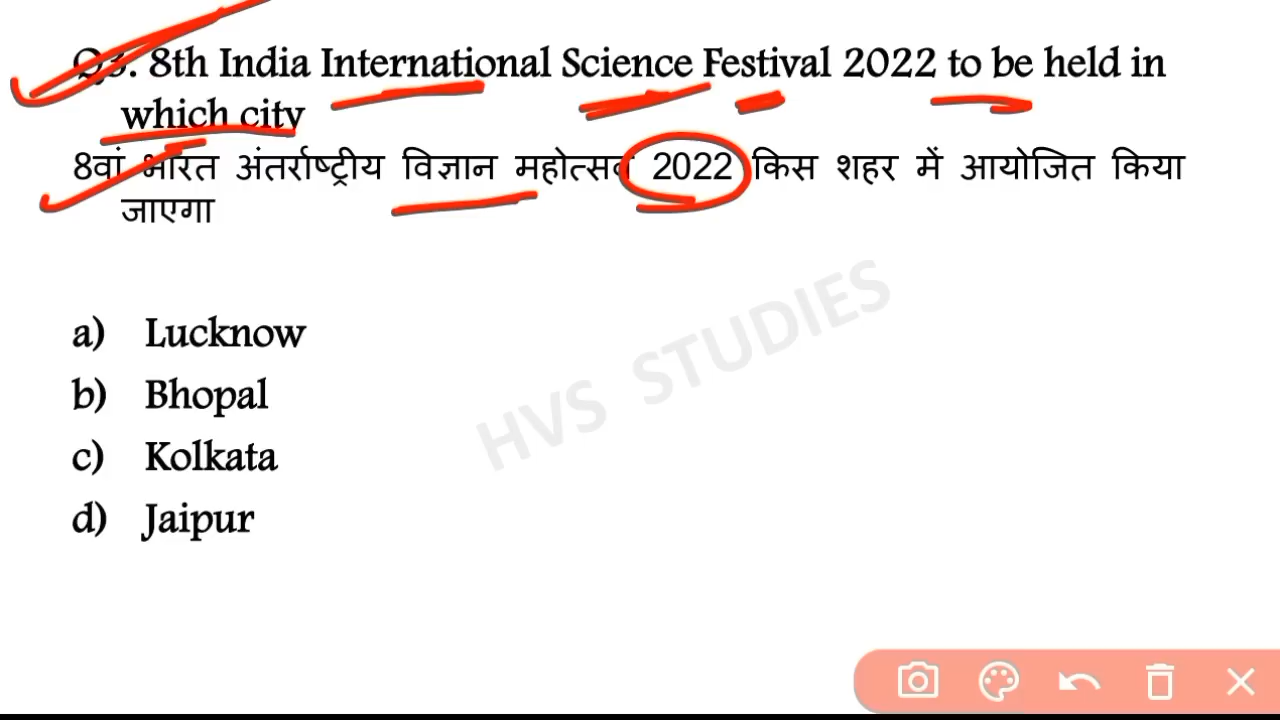 Q3. 8th India International Science Festival 2022 to be held in
which city
8वां भारत अंतर्राष्ट्रीय विज्ञान महोत्सव 2022 किस शहर में आयोजित किया
जाएगा
a) Lucknow
b) Bhopal
c) Kolkata
d) Jaipur
HVS STUDIES